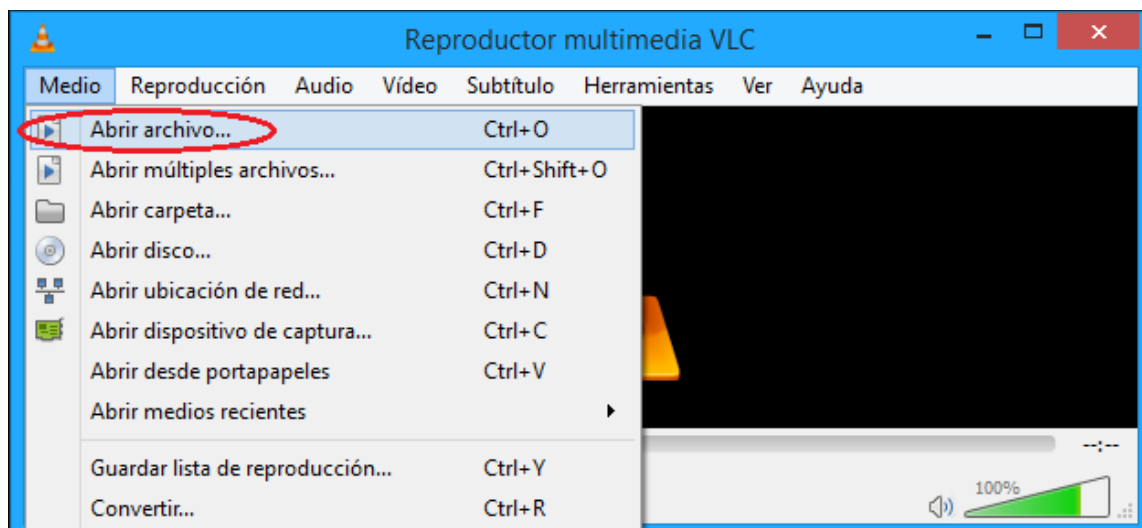 Reproductor multimedia VLC
Medio Reproducción Audio Vídeo Subtítulo Herramientas Ver Ayuda
Abrir archivo... Ctrl+O
Abrir múltiples archivos... Ctrl+Shift+O
Abrir carpeta... Ctrl+F
Abrir disco... Ctrl+D
Abrir ubicación de red... Ctrl+N
Abrir dispositivo de captura... Ctrl+C
Abrir desde portapapeles Ctrl+V
Abrir medios recientes
--:--
Guardar lista de reproducción... Ctrl+Y
100%
Convertir... Ctrl+R